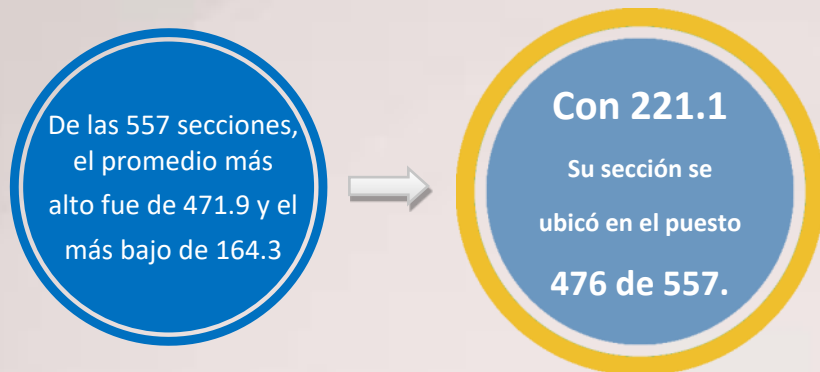 De las 557 secciones,
el promedio más
alto fue de 471.9 y el
más bajo de 164.3
Con 221.1
Su sección se
ubicó en el puesto
476 de 557.